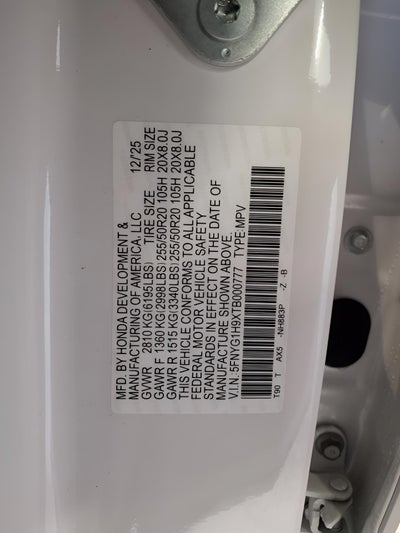 MFD. BY HONDA DEVELOPMENT &
MANUFACTURING OF AMERICA, LLC 12/'25
GVWR 2810 KG(6195LBS) TIRE SIZE RIM SIZE
GAWR F 1360 KG(2998LBS) 255/50R20 105H 20X8.0J
GAWR R 1515 KG(3340LBS) 255/50R20 105H 20X8.0J
THIS VEHICLE CONFORMS TO ALL APPLICABLE
FEDERAL MOTOR VEHICLE SAFETY
STANDARDS IN EFFECT ON THE DATE OF
MANUFACTURE SHOWN ABOVE.
V.I.N.:5FNYG1H9XTB000777 TYPE:MPV
T90 T AX5 -NH883P -Z -B